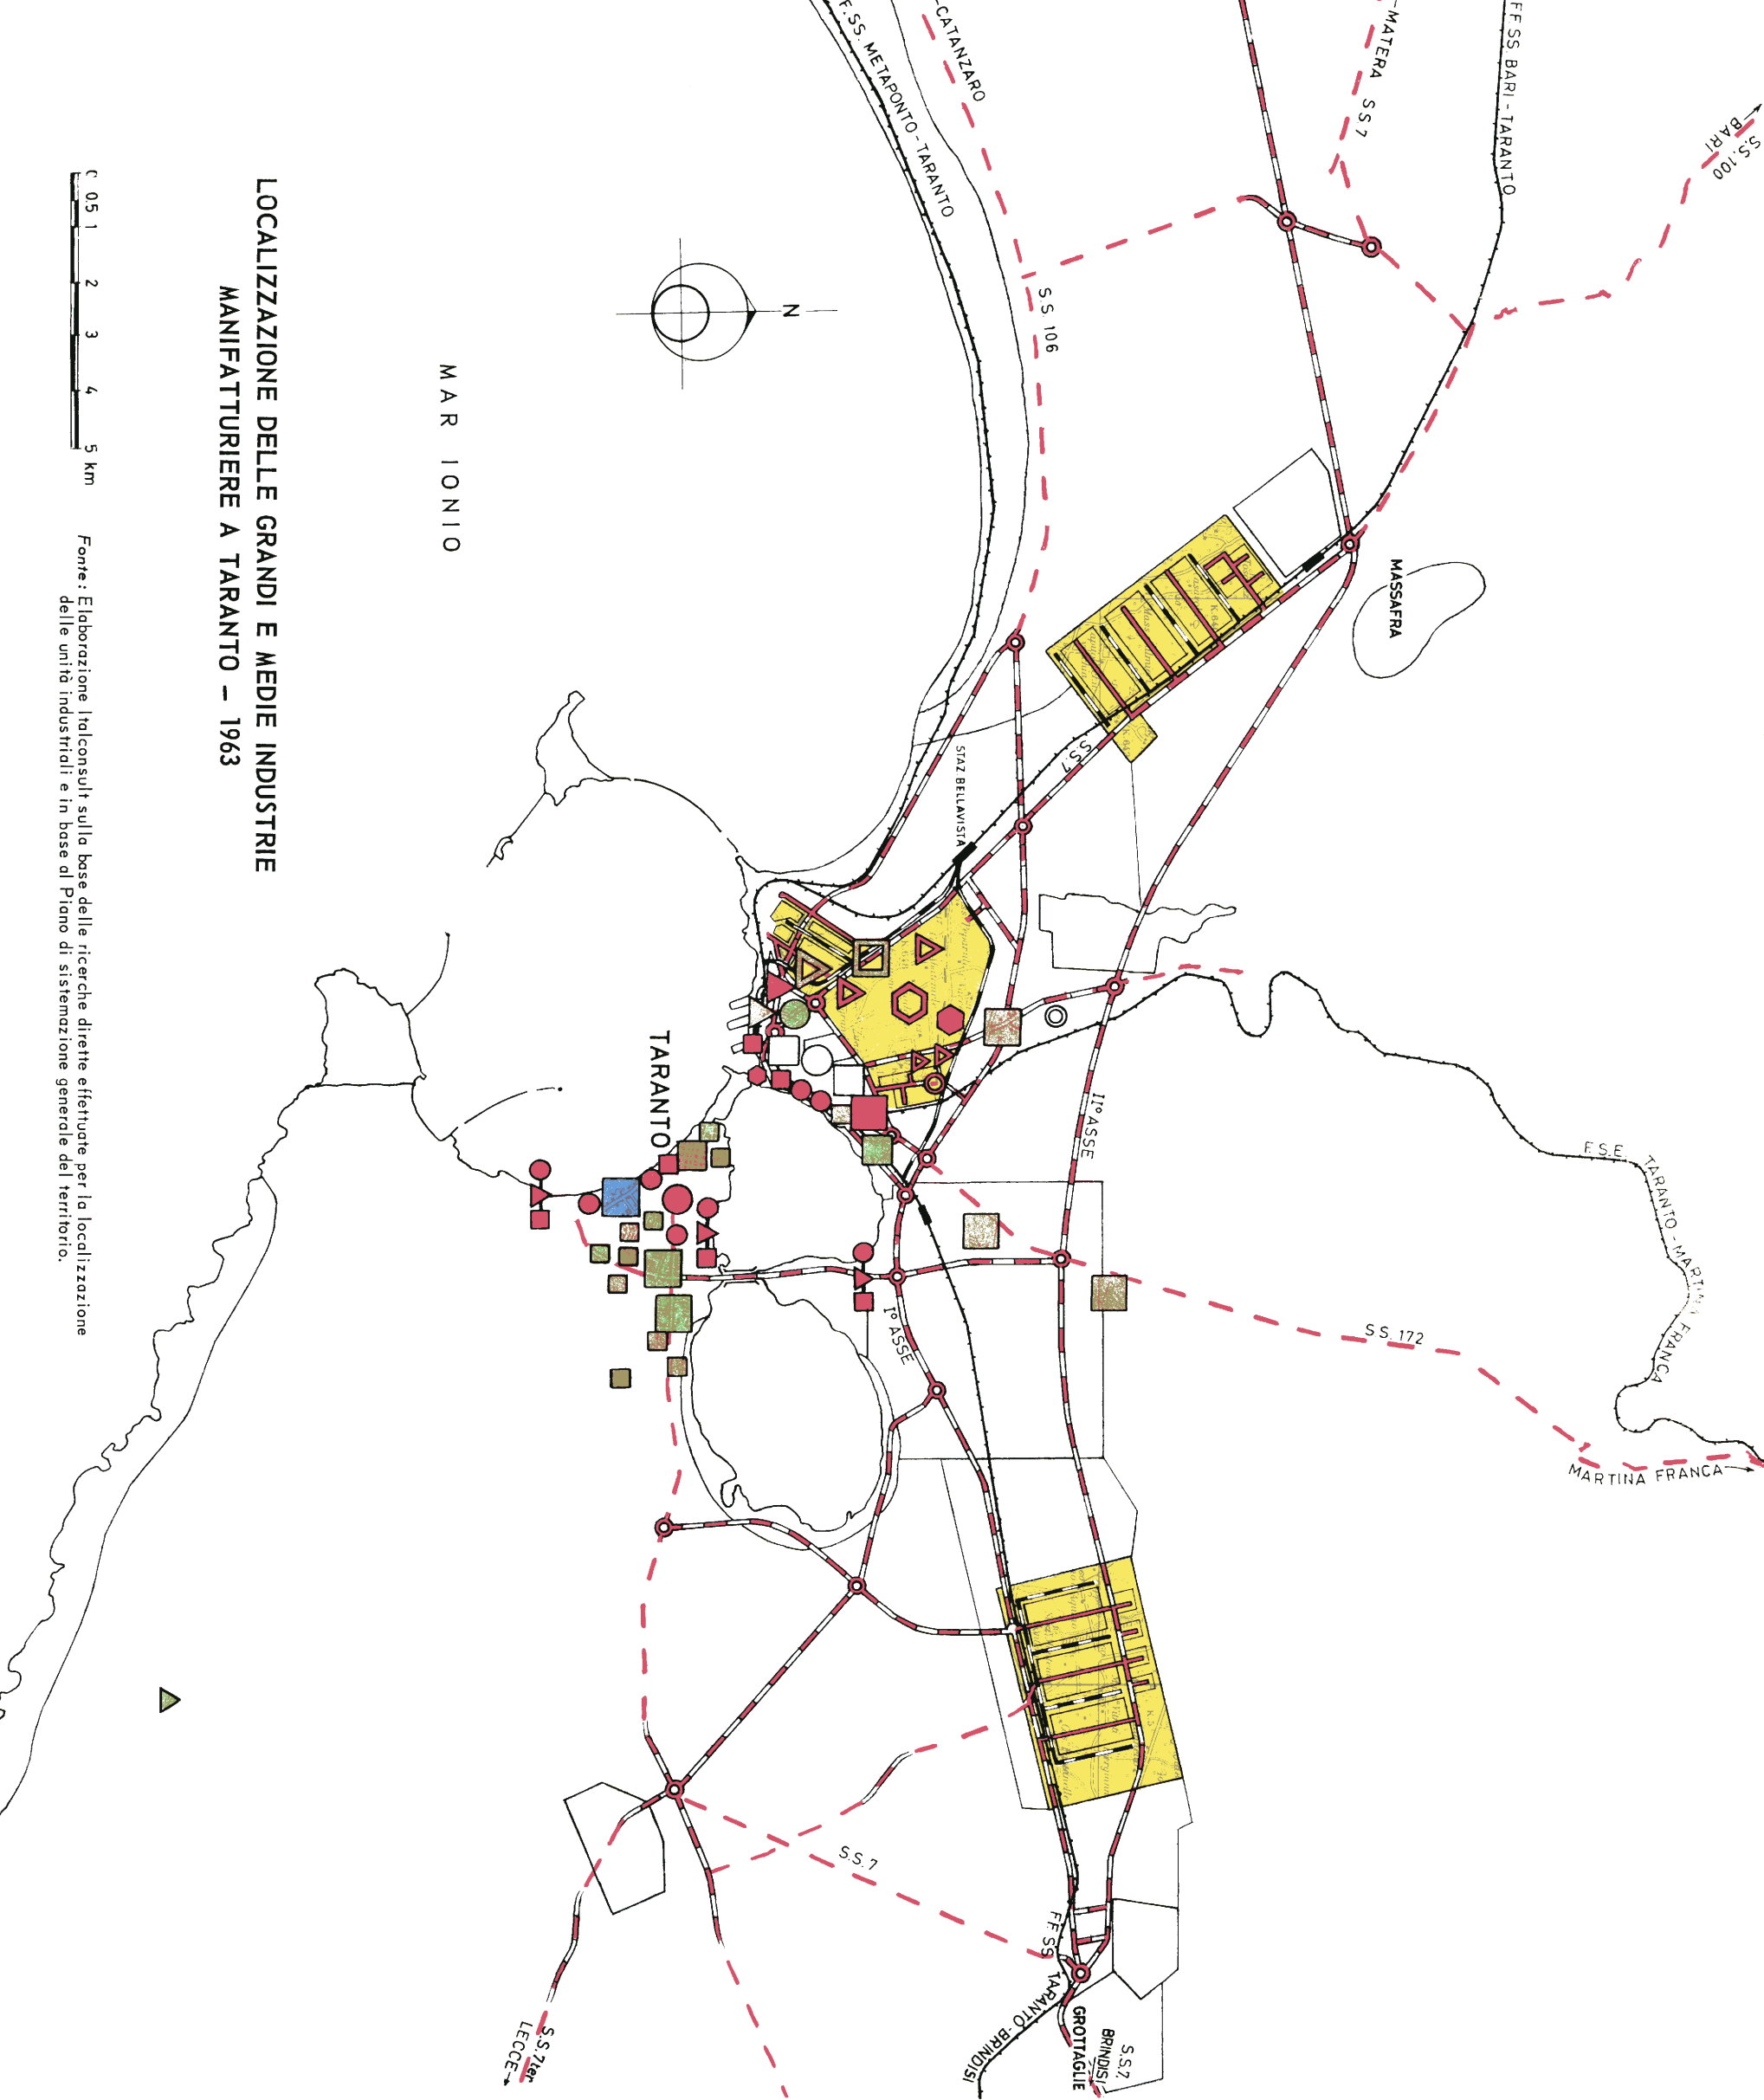 LOCALIZZAZIONE DELLE GRANDI E MEDIE INDUSTRIE
MANIFATTURIERE A TARANTO – 1963
0 0.5 1 2 3 4 5 km
Fonte: Elaborazione Italconsult sulla base delle ricerche dirette effettuate per la localizzazione
delle unità industriali e in base al Piano di sistemazione generale del territorio.
MAR IONIO
N
TARANTO
MASSAFRA
GROTTAGLIE
STAZ BELLAVISTA
CATANZARO
F.SS. METAPONTO - TARANTO
S.S. 106
MATERA S.S 7
FF SS. BARI - TARANTO
BARI
S.S. 100
S.S.7
IIº ASSE
Iº ASSE
F.S.E. TARANTO - MARTINA FRANCA
S.S. 172
MARTINA FRANCA
S.S.7
FF. SS. TARANTO - BRINDISI
S.S.7.
BRINDISI
S.S.7ter
LECCE